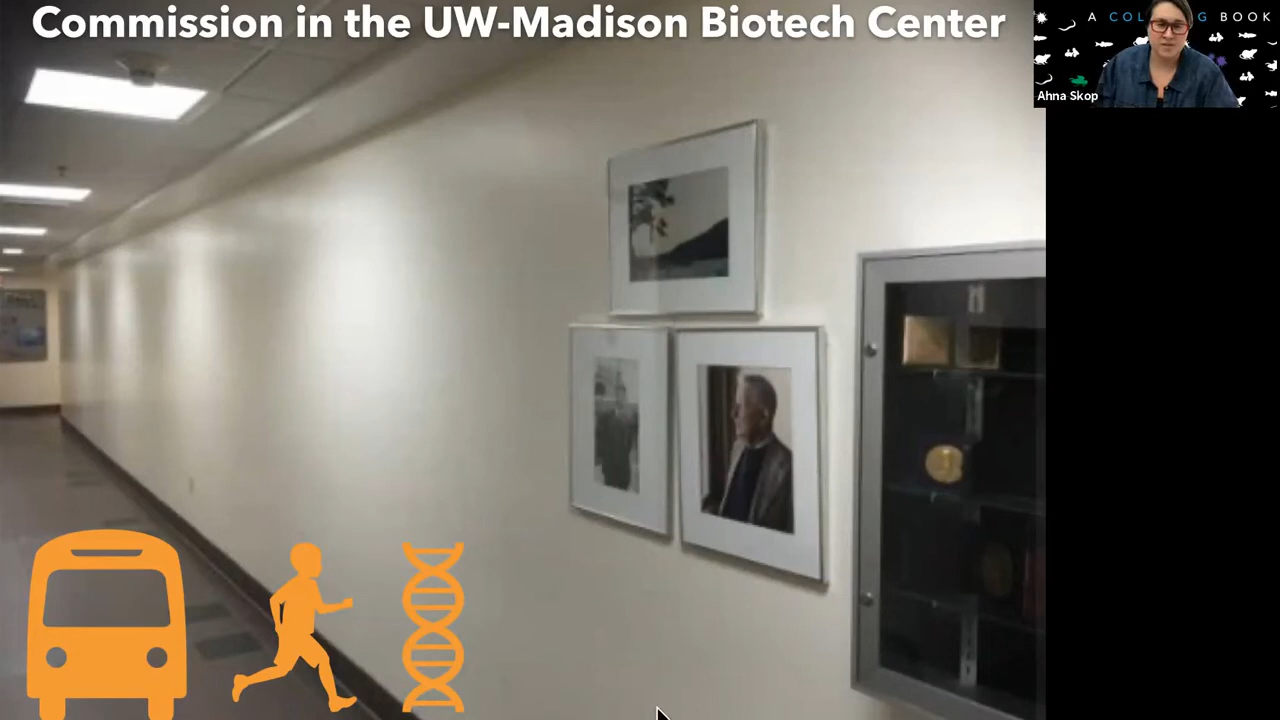 Commission in the UW-Madison Biotech Center
A COL G BOOK
Ahna Skop